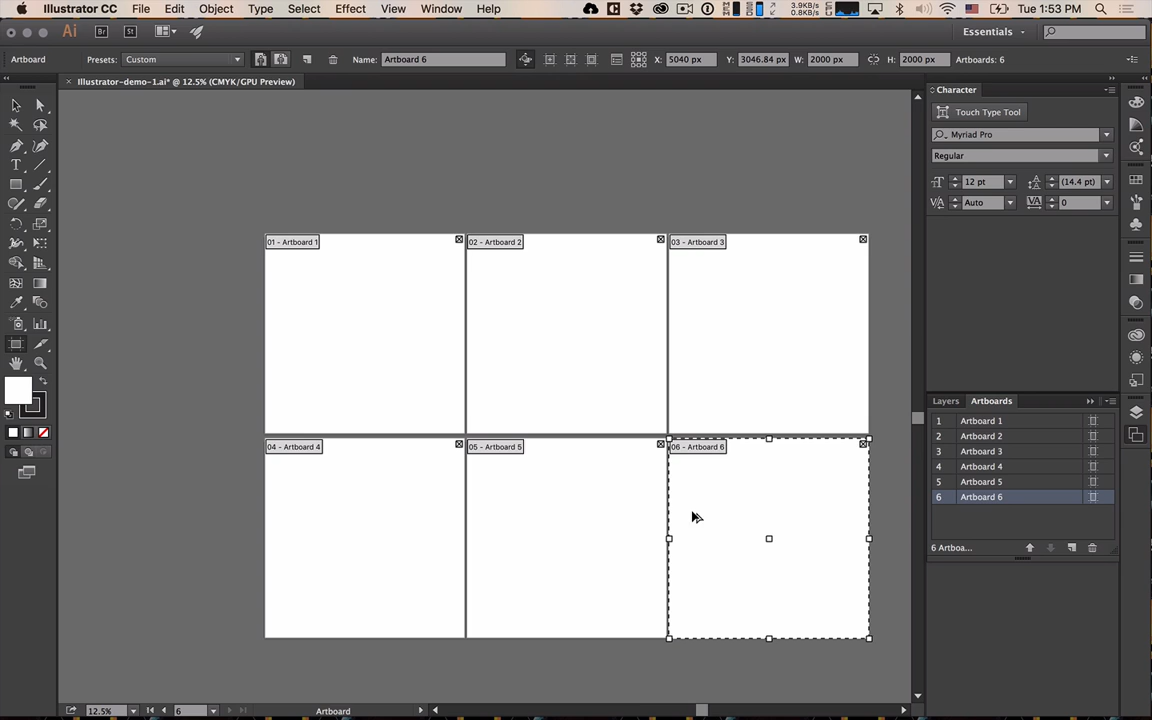 Illustrator CC File Edit Object Type Select Effect View Window Help 3.9KB/s 0.8KB/s Tue 1:53 PM
Ai Br St Essentials
Artboard Presets: Custom Name: Artboard 6 X: 5040 px Y: 3046.84 px W: 2000 px H: 2000 px Artboards: 6
× Illustrator-demo-1.ai* @ 12.5% (CMYK/GPU Preview)
Character
Touch Type Tool
Myriad Pro
Regular
12 pt (14.4 pt)
Auto 0
01 - Artboard 1
02 - Artboard 2
03 - Artboard 3
04 - Artboard 4
05 - Artboard 5
06 - Artboard 6
Layers Artboards
1 Artboard 1
2 Artboard 2
3 Artboard 3
4 Artboard 4
5 Artboard 5
6 Artboard 6
6 Artboa...
12.5% 6 Artboard